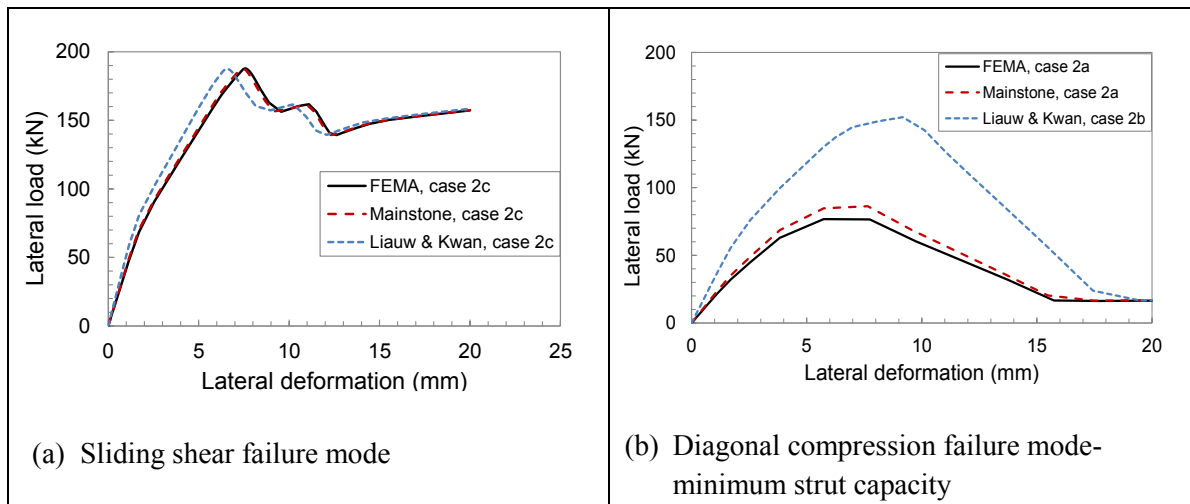 200
150
100
50
0
Lateral load (kN)
FEMA, case 2c
Mainstone, case 2c
Liauw & Kwan, case 2c
0 5 10 15 20 25
Lateral deformation (mm)
(a) Sliding shear failure mode
200
150
100
50
0
Lateral load (kN)
FEMA, case 2a
Mainstone, case 2a
Liauw & Kwan, case 2b
0 5 10 15 20
Lateral deformation (mm)
(b) Diagonal compression failure mode-
minimum strut capacity